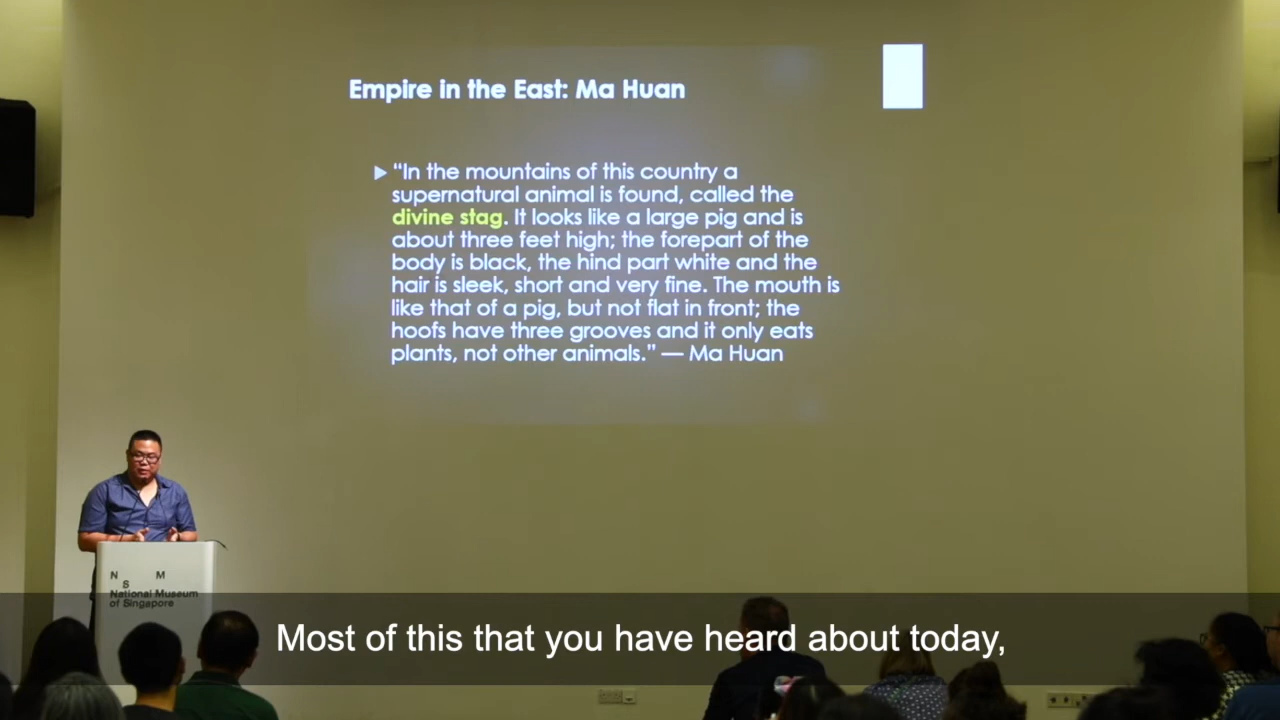 Empire in the East: Ma Huan
“In the mountains of this country a
supernatural animal is found, called the
divine stag. It looks like a large pig and is
about three feet high; the forepart of the
body is black, the hind part white and the
hair is sleek, short and very fine. The mouth is
like that of a pig, but not flat in front; the
hoofs have three grooves and it only eats
plants, not other animals.” — Ma Huan
N S M
National Museum
of Singapore
Most of this that you have heard about today,